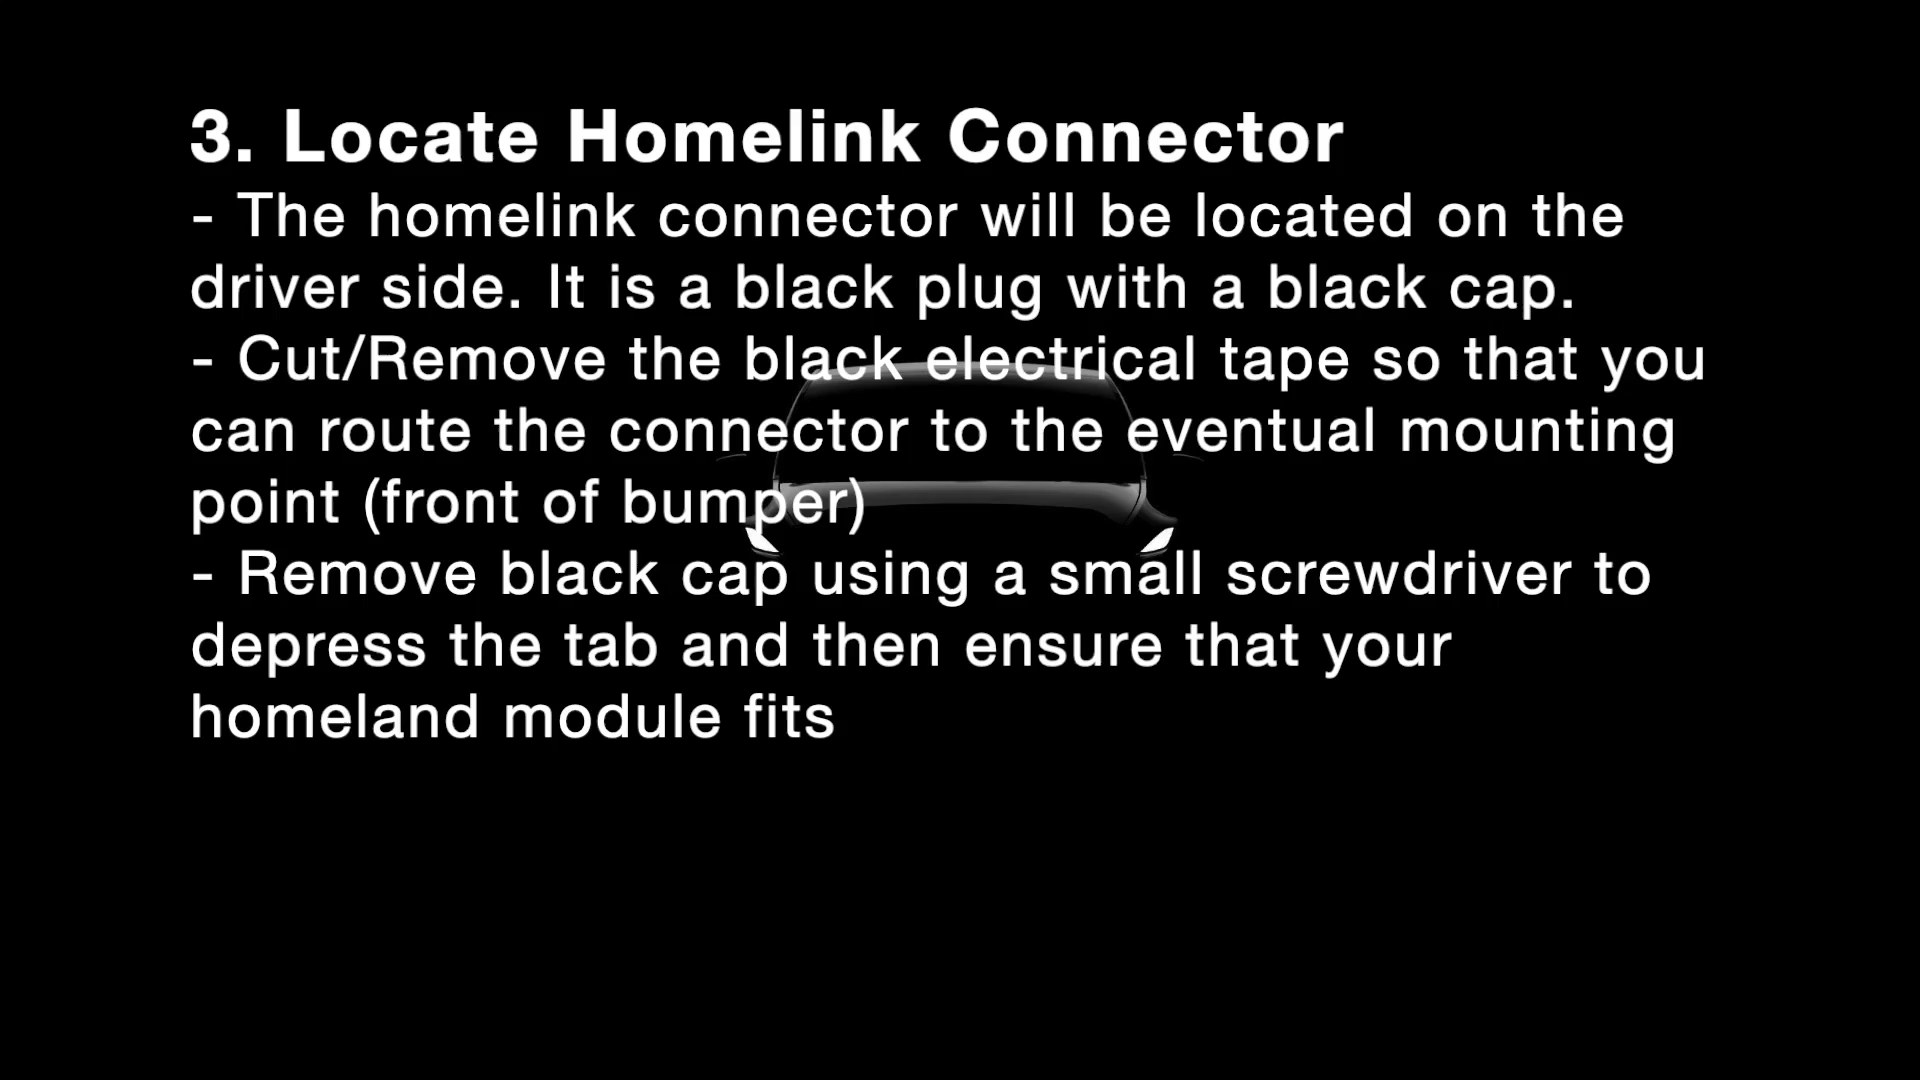 3. Locate Homelink Connector
- The homelink connector will be located on the
driver side. It is a black plug with a black cap.
- Cut/Remove the black electrical tape so that you
can route the connector to the eventual mounting
point (front of bumper)
- Remove black cap using a small screwdriver to
depress the tab and then ensure that your
homeland module fits